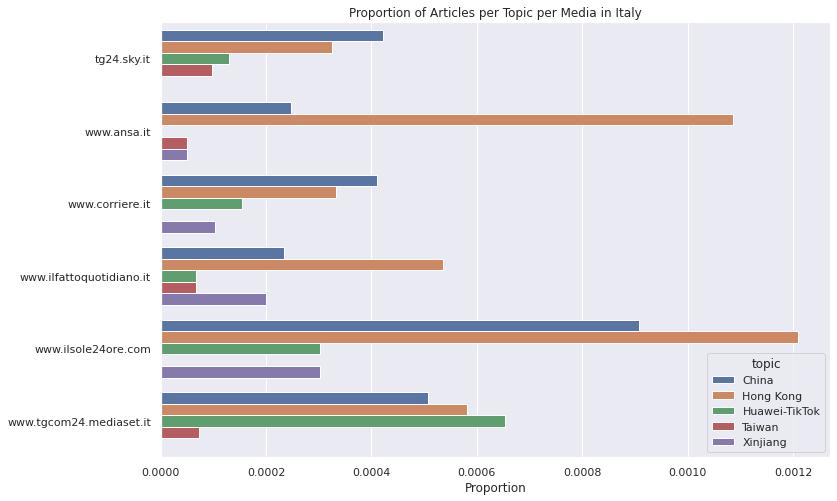 Proportion of Articles per Topic per Media in Italy
tg24.sky.it
www.ansa.it
www.corriere.it
www.ilfattoquotidiano.it
www.ilsole24ore.com
www.tgcom24.mediaset.it
topic
China
Hong Kong
Huawei-TikTok
Taiwan
Xinjiang
0.0000 0.0002 0.0004 0.0006 0.0008 0.0010 0.0012
Proportion